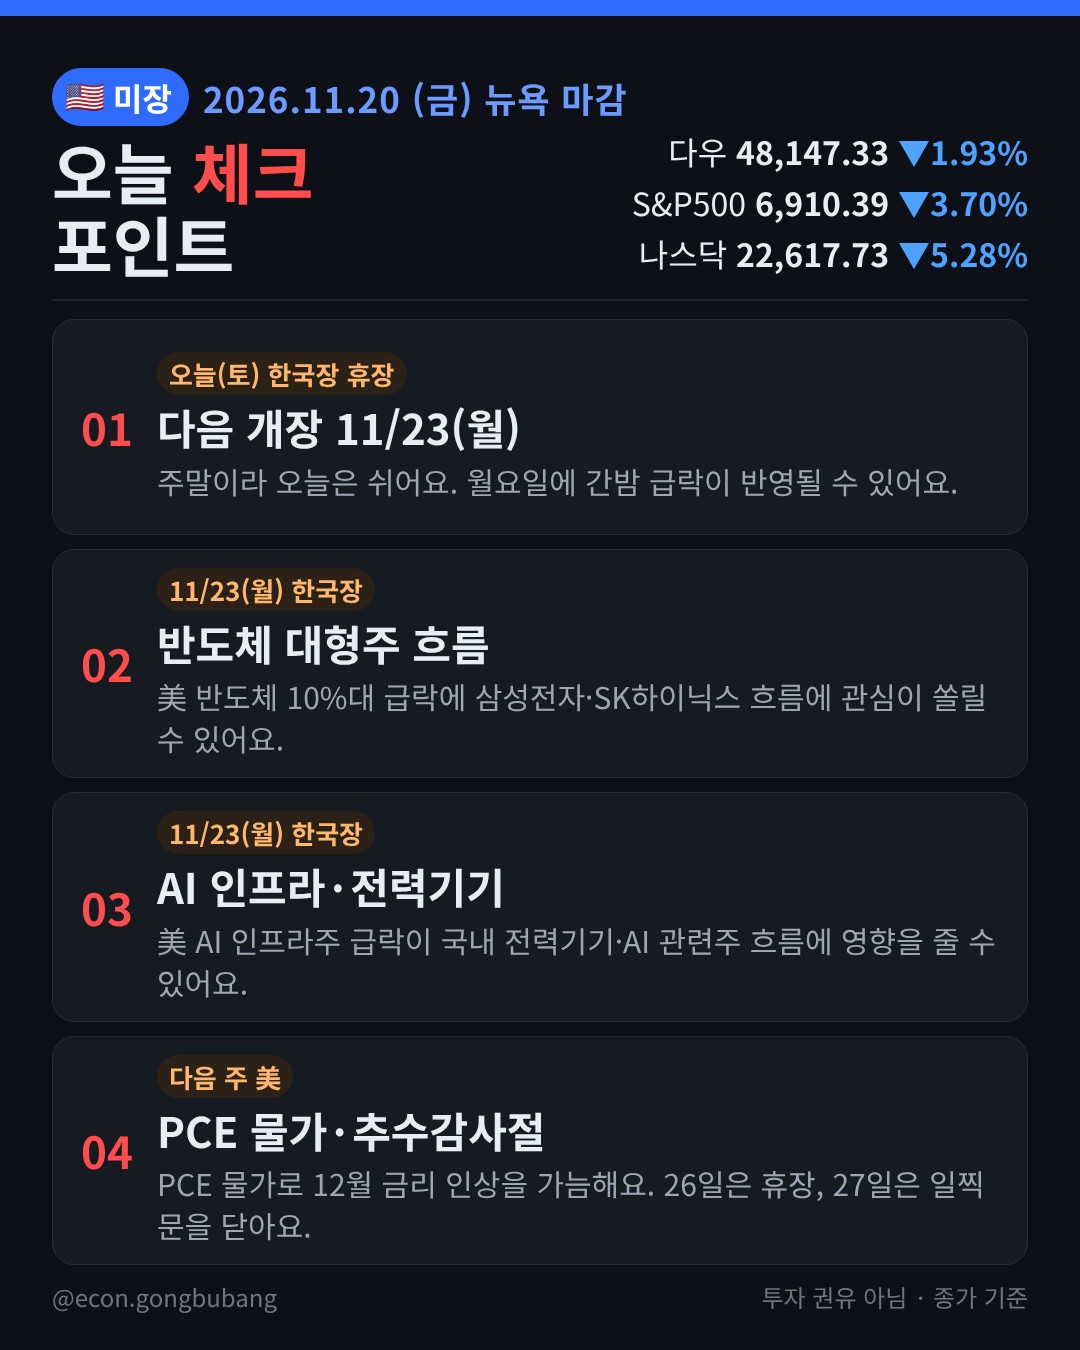 🇺🇸 미장 2026.11.20 (금) 뉴욕 마감
오늘 체크
포인트
다우 48,147.33 ▼1.93%
S&P500 6,910.39 ▼3.70%
나스닥 22,617.73 ▼5.28%
오늘(토) 한국장 휴장
01 다음 개장 11/23(월)
주말이라 오늘은 쉬어요. 월요일에 간밤 급락이 반영될 수 있어요.
11/23(월) 한국장
02 반도체 대형주 흐름
美 반도체 10%대 급락에 삼성전자·SK하이닉스 흐름에 관심이 쏠릴
수 있어요.
11/23(월) 한국장
03 AI 인프라·전력기기
美 AI 인프라주 급락이 국내 전력기기·AI 관련주 흐름에 영향을 줄 수
있어요.
다음 주 美
04 PCE 물가·추수감사절
PCE 물가로 12월 금리 인상을 가늠해요. 26일은 휴장, 27일은 일찍
문을 닫아요.
@econ.gongbubang
투자 권유 아님 · 종가 기준